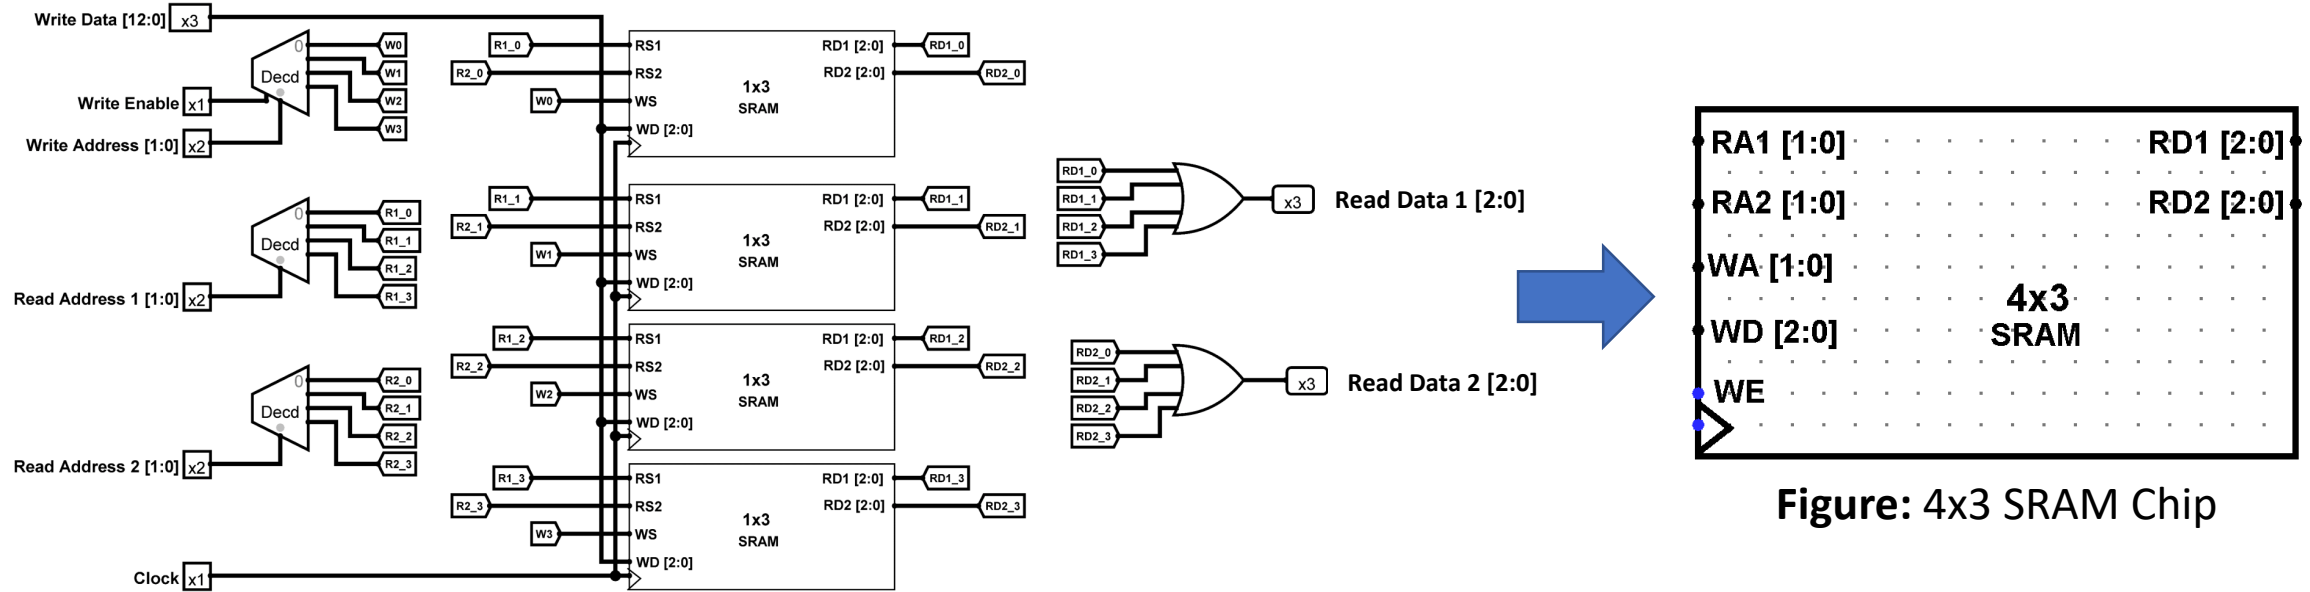 Write Data [12:0] x3
0
Decd
W0
W1
W2
W3
Write Enable x1
Write Address [1:0] x2
0
Decd
R1_0
R1_1
R1_2
R1_3
Read Address 1 [1:0] x2
0
Decd
R2_0
R2_1
R2_2
R2_3
Read Address 2 [1:0] x2
Clock x1
R1_0
R2_0
W0
RS1
RS2
WS
WD [2:0]
1x3
SRAM
RD1 [2:0]
RD2 [2:0]
RD1_0
RD2_0
R1_1
R2_1
W1
RS1
RS2
WS
WD [2:0]
1x3
SRAM
RD1 [2:0]
RD2 [2:0]
RD1_1
RD2_1
R1_2
R2_2
W2
RS1
RS2
WS
WD [2:0]
1x3
SRAM
RD1 [2:0]
RD2 [2:0]
RD1_2
RD2_2
R1_3
R2_3
W3
RS1
RS2
WS
WD [2:0]
1x3
SRAM
RD1 [2:0]
RD2 [2:0]
RD1_3
RD2_3
RD1_0
RD1_1
RD1_2
RD1_3
x3 Read Data 1 [2:0]
RD2_0
RD2_1
RD2_2
RD2_3
x3 Read Data 2 [2:0]
RA1 [1:0]
RA2 [1:0]
WA [1:0]
WD [2:0]
WE
4x3
SRAM
RD1 [2:0]
RD2 [2:0]
Figure: 4x3 SRAM Chip